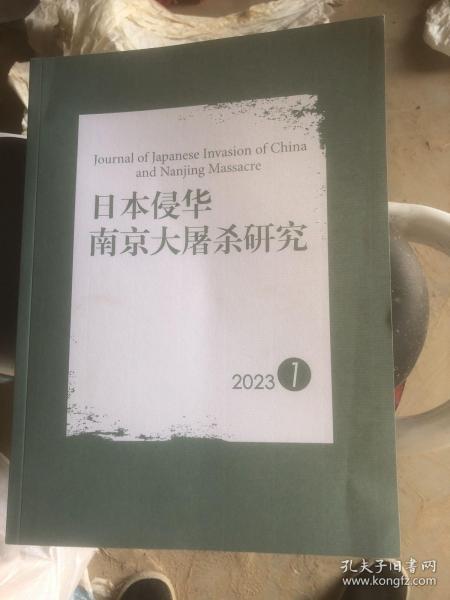 Journal of Japanese Invasion of China
and Nanjing Massacre
日本侵华
南京大屠杀研究
2023 1
孔夫子旧书网
www.kongfz.com